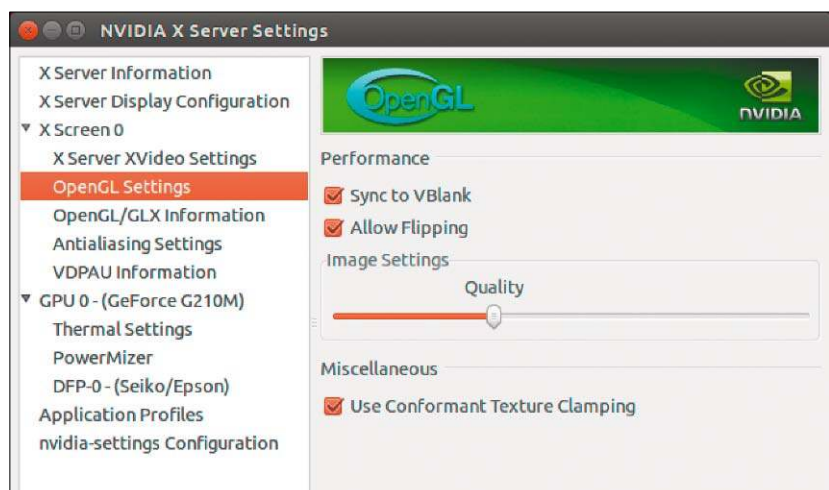 NVIDIA X Server Settings
X Server Information
X Server Display Configuration
X Screen 0
X Server XVideo Settings
OpenGL Settings
OpenGL/GLX Information
Antialiasing Settings
VDPAU Information
GPU 0 - (GeForce G210M)
Thermal Settings
PowerMizer
DFP-0 - (Seiko/Epson)
Application Profiles
nvidia-settings Configuration
OpenGL
NVIDIA
Performance
Sync to VBlank
Allow Flipping
Image Settings
Quality
Miscellaneous
Use Conformant Texture Clamping